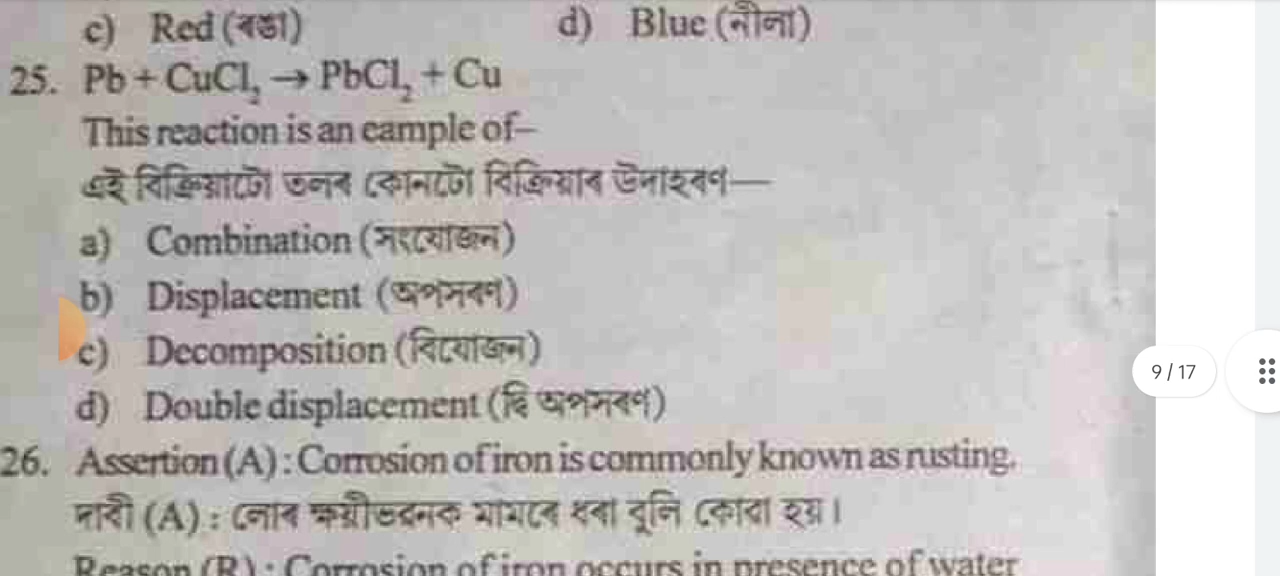 c) Red (ৰঙা) d) Blue (নীলা)
25. Pb + CuCl₂ → PbCl₂ + Cu
This reaction is an eample of–
এই বিক্ৰিয়াটো তলৰ কোনটো বিক্ৰিয়াৰ উদাহৰণ—
a) Combination (সংযোজন)
b) Displacement (অপসৰণ)
c) Decomposition (বিযোজন)
d) Double displacement (দ্বি অপসৰণ)
26. Assertion (A) : Corrosion of iron is commonly known as rusting.
দাবী (A) : লোৰ ক্ষয়ীভৱনক মামৰে ধৰা বুলি কোৱা হয়।
Reason (R) : Corrosion of iron occurs in presence of water
9 / 17